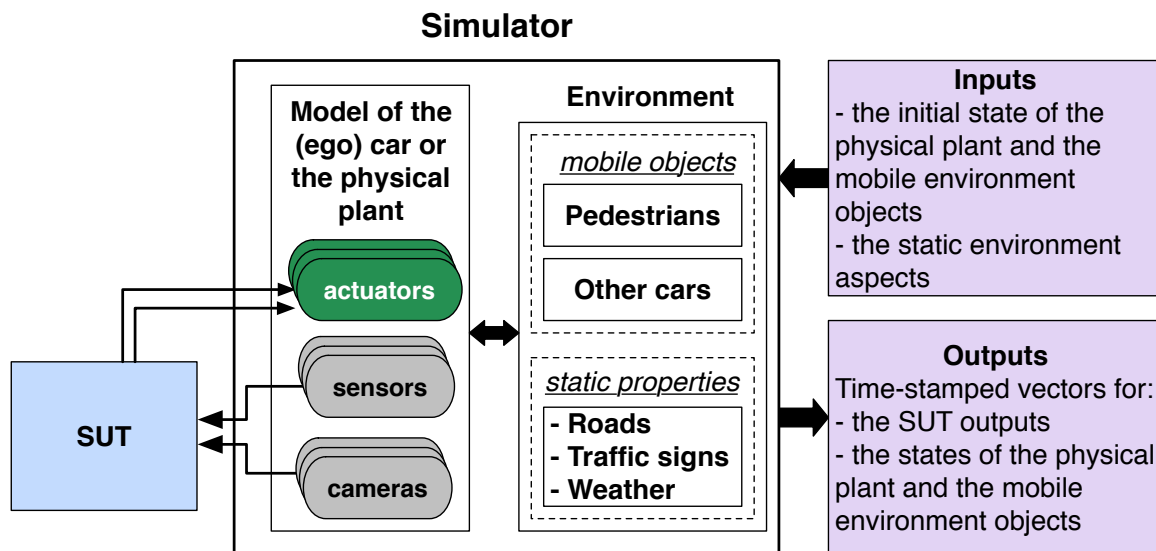 Simulator
Model of the
(ego) car or
the physical
plant
actuators
sensors
cameras
SUT
Environment
mobile objects
Pedestrians
Other cars
static properties
- Roads
- Traffic signs
- Weather
Inputs
- the initial state of the
physical plant and the
mobile environment
objects
- the static environment
aspects
Outputs
Time-stamped vectors for:
- the SUT outputs
- the states of the physical
plant and the mobile
environment objects